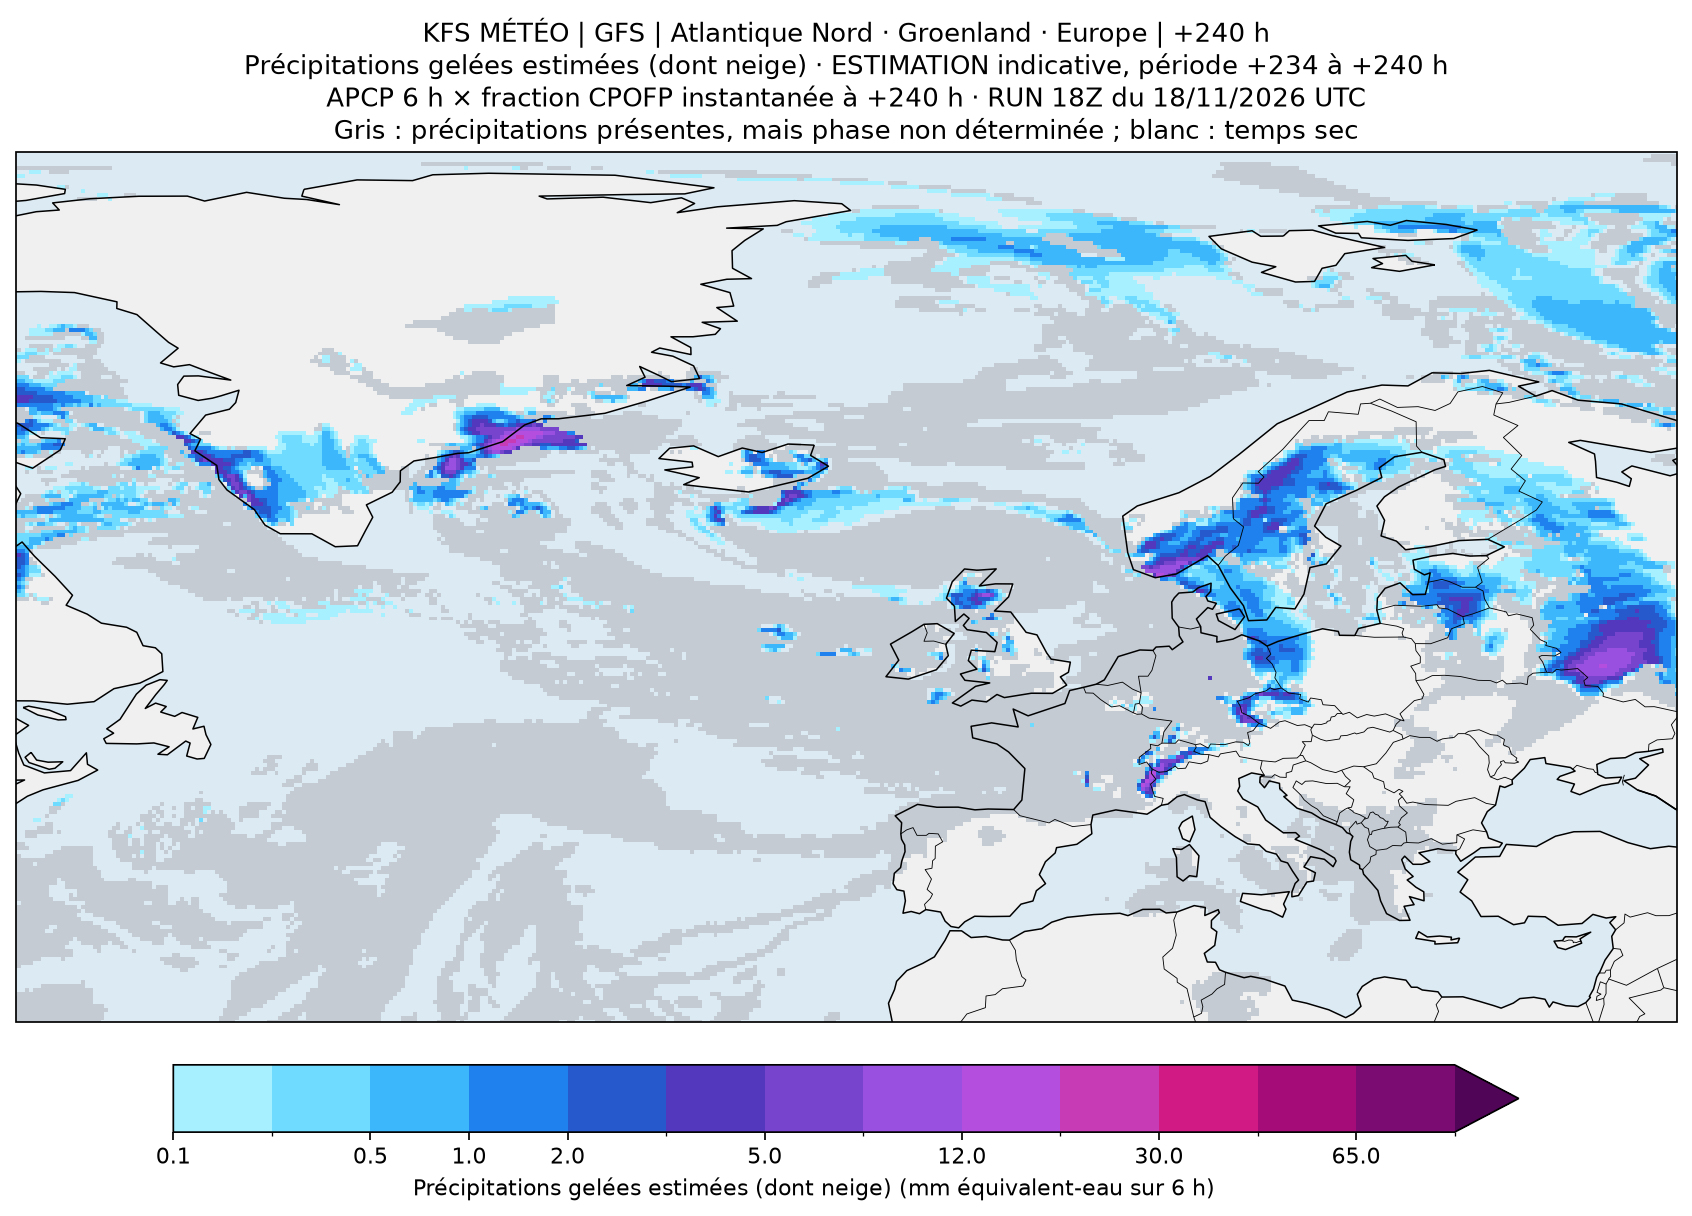 KFS MÉTÉO | GFS | Atlantique Nord · Groenland · Europe | +240 h
Précipitations gelées estimées (dont neige) · ESTIMATION indicative, période +234 à +240 h
APCP 6 h × fraction CPOFP instantanée à +240 h · RUN 18Z du 18/11/2026 UTC
Gris : précipitations présentes, mais phase non déterminée ; blanc : temps sec
0.1 0.5 1.0 2.0 5.0 12.0 30.0 65.0
Précipitations gelées estimées (dont neige) (mm équivalent-eau sur 6 h)